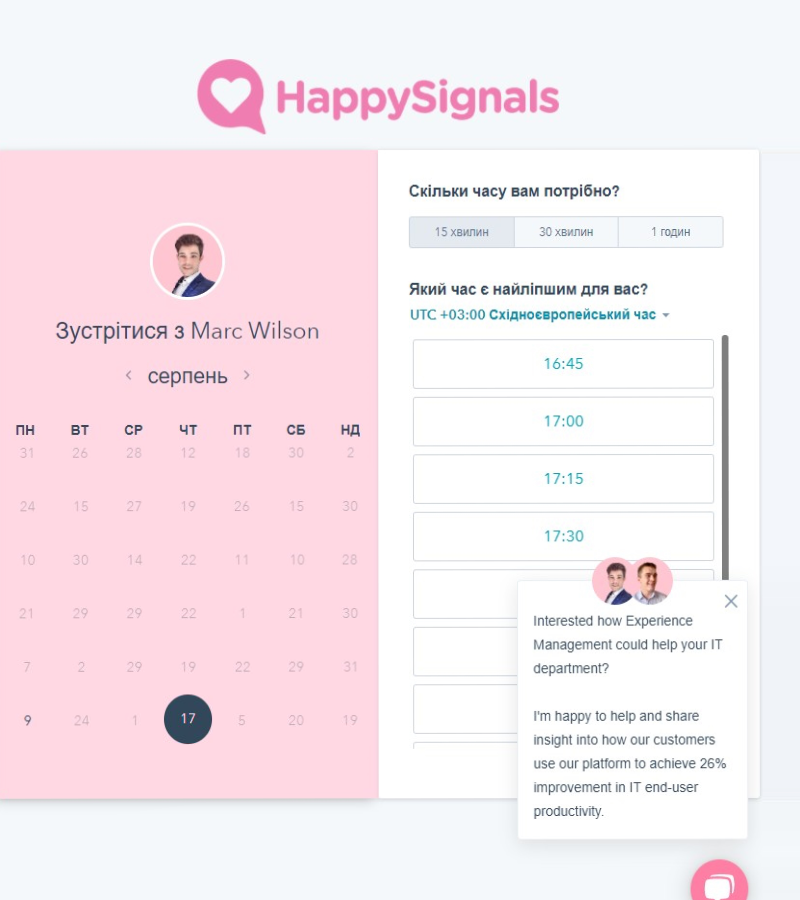 HappySignals
Зустрітися з Marc Wilson
серпень
ПН ВТ СР ЧТ ПТ СБ НД
31 26 28 12 18 30 2
24 15 27 19 26 15 30
10 30 14 22 11 10 28
21 29 29 22 1 21 30
7 2 29 19 22 29 31
9 24 1 17 5 20 19
Скільки часу вам потрібно?
15 хвилин 30 хвилин 1 годин
Який час є найліпшим для вас?
UTC +03:00 Східноєвропейський час
16:45
17:00
17:15
17:30
Interested how Experience
Management could help your IT
department?
I'm happy to help and share
insight into how our customers
use our platform to achieve 26%
improvement in IT end-user
productivity.